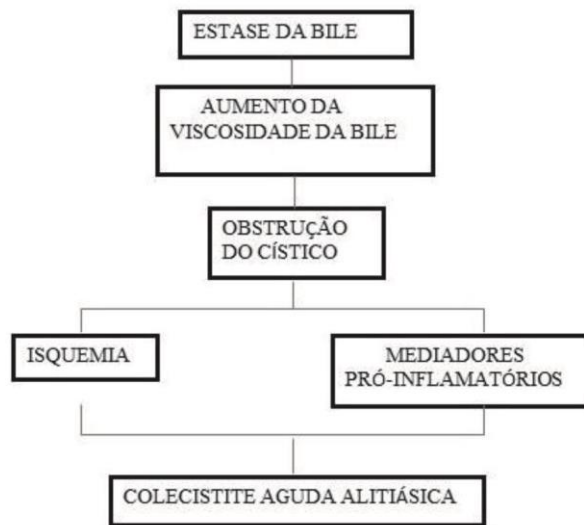 ESTASE DA BILE
AUMENTO DA
VISCOSIDADE DA BILE
OBSTRUÇÃO
DO CÍSTICO
ISQUEMIA
MEDIADORES
PRÓ-INFLAMATÓRIOS
COLECISTITE AGUDA ALITIÁSICA